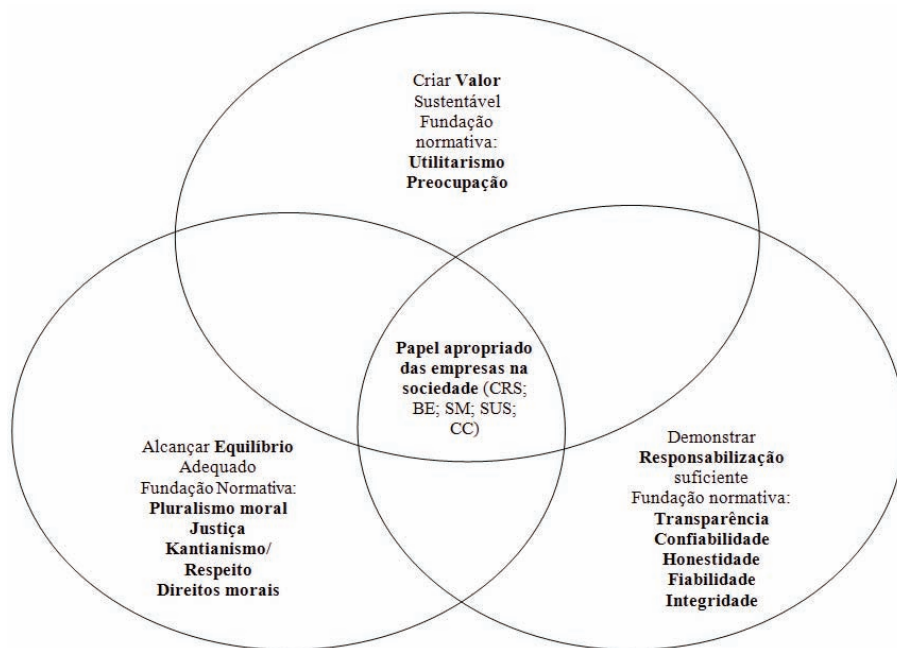 Criar Valor
Sustentável
Fundação
normativa:
Utilitarismo
Preocupação
Papel apropriado
das empresas na
sociedade (CRS;
BE; SM; SUS;
CC)
Alcançar Equilíbrio
Adequado
Fundação Normativa:
Pluralismo moral
Justiça
Kantianismo/
Respeito
Direitos morais
Demonstrar
Responsabilização
suficiente
Fundação normativa:
Transparência
Confiabilidade
Honestidade
Fiabilidade
Integridade